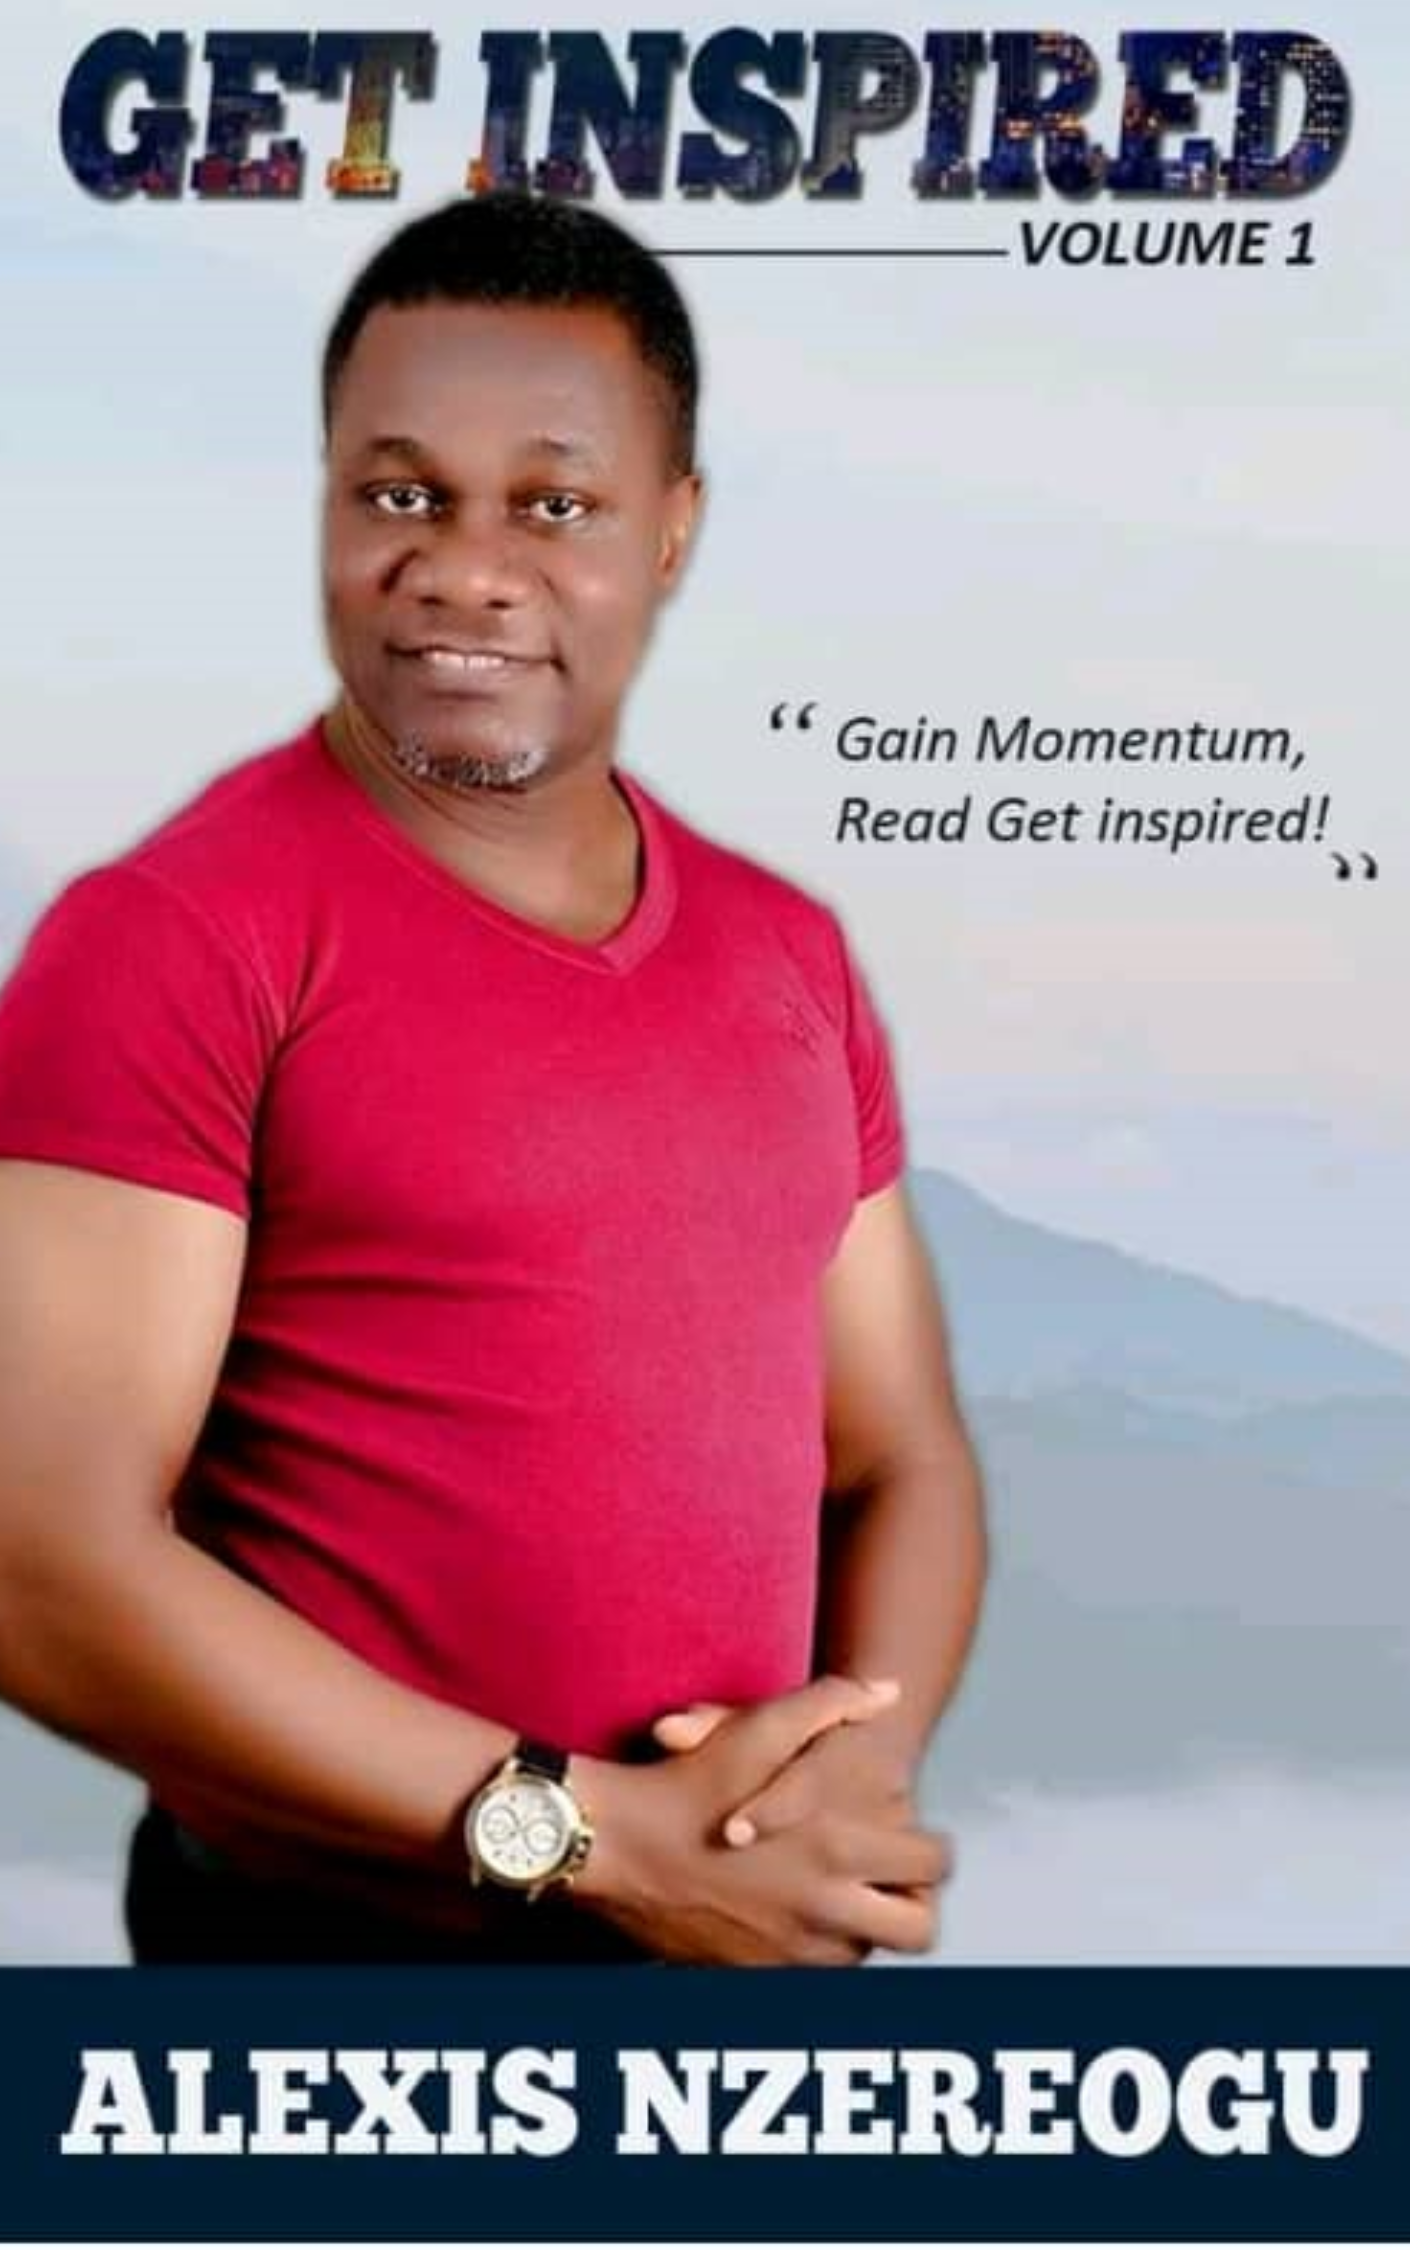 GET INSPIRED
VOLUME 1
“ Gain Momentum,
Read Get inspired!
”
ALEXIS NZEREOGU